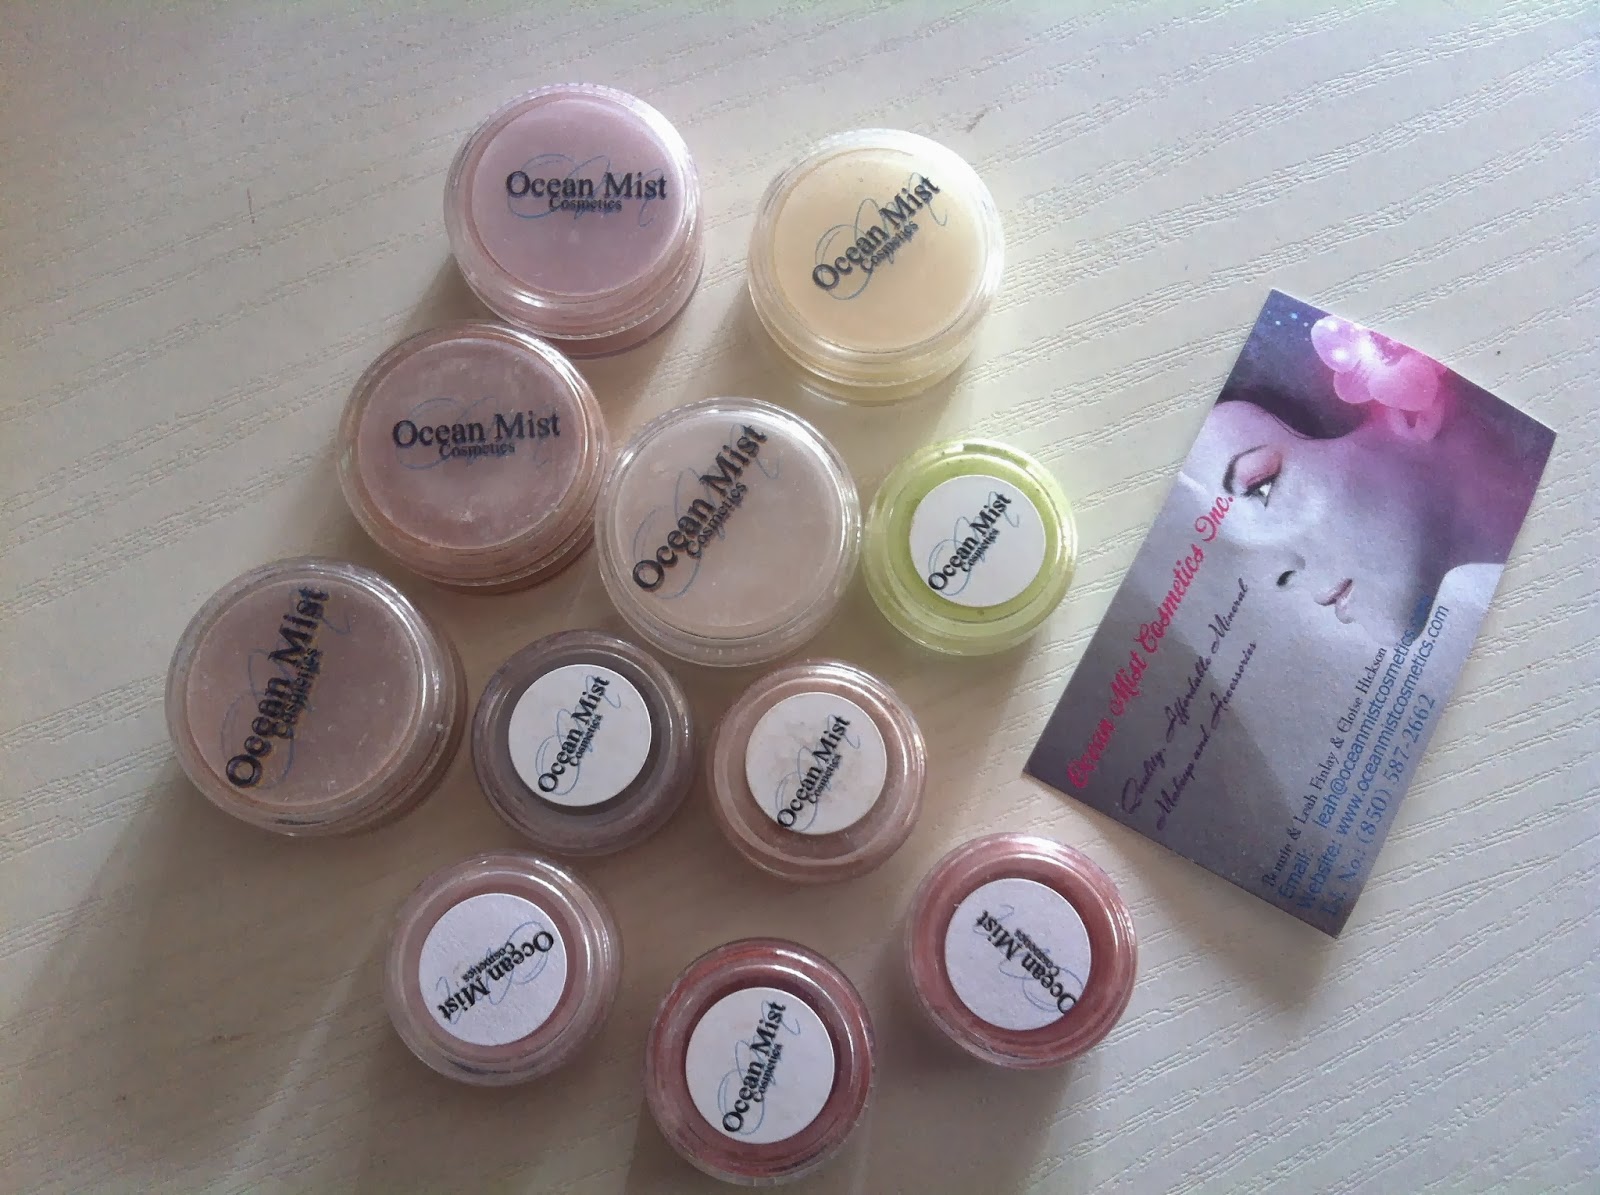 Ocean Mist
Cosmetics
Ocean Mist
Cosmetics
Ocean Mist
Cosmetics
Ocean Mist
Cosmetics
Ocean Mist
Cosmetics
Ocean Mist
Cosmetics
Ocean Mist
Cosmetics
Ocean Mist
Cosmetics
Ocean Mist
Cosmetics
Ocean Mist
Cosmetics
Ocean Mist
Cosmetics
Ocean Mist Cosmetics Inc.
Quality, Affordable Mineral
Makeup and Accessories
& Leah Finlay & Eloise Hickson
Email: leah@oceanmistcosmetics.com
Website: www.oceanmistcosmetics.com
Tel. No.: (850) 587-2662